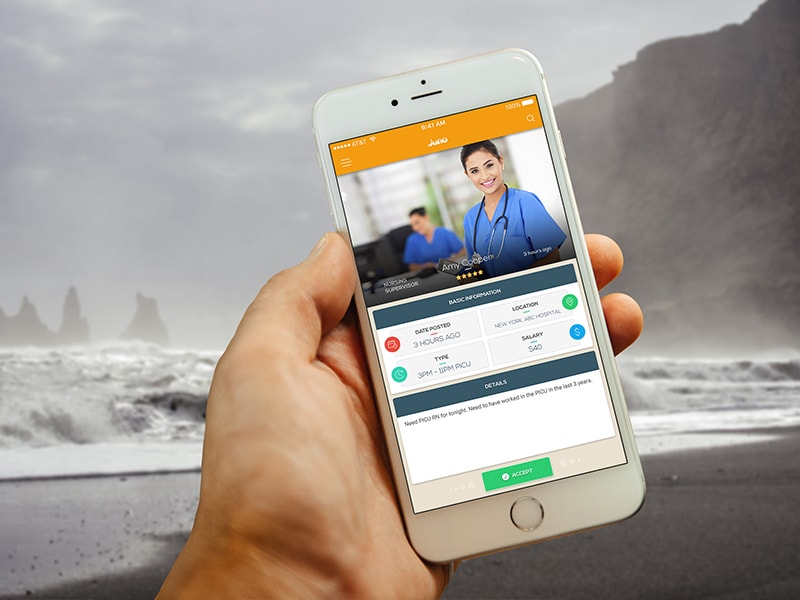 ●●●●● AT&T 9:41 AM 100%
Juno
Amy Cooper
NURSING
SUPERVISOR
3 hours ago
BASIC INFORMATION
DATE POSTED
3 HOURS AGO
LOCATION
NEW YORK, ABC HOSPITAL
TYPE
3PM - 11PM PICU
SALARY
$40
DETAILS
Need PICU RN for tonight. Need to have worked in the PICU in the last 3 years.
ACCEPT